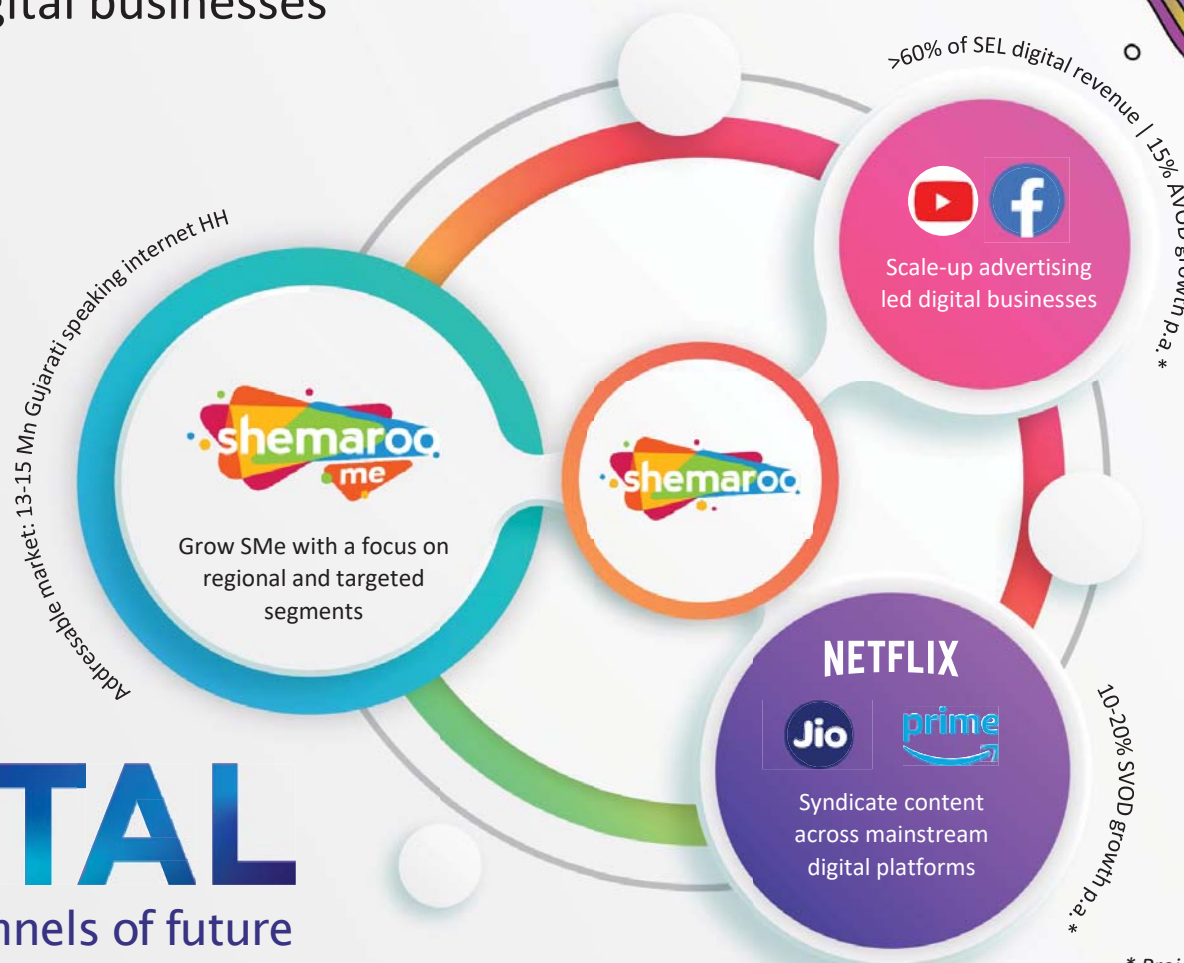 gital businesses
>60% of SEL digital revenue | 15% AVOD growth p.a. *
Scale-up advertising
led digital businesses
Addressable market: 13-15 Mn Gujarati speaking internet HH
shemaroo
me
Grow SMe with a focus on
regional and targeted
segments
shemaroo
NETFLIX
Jio
prime
Syndicate content
across mainstream
digital platforms
10-20% SVOD growth p.a. *
TAL
nnels of future